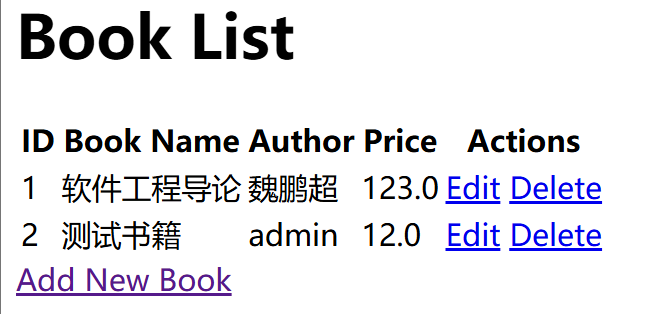 Book List
ID Book Name Author Price Actions
1 软件工程导论 魏鹏超 123.0 Edit Delete
2 测试书籍 admin 12.0 Edit Delete
Add New Book